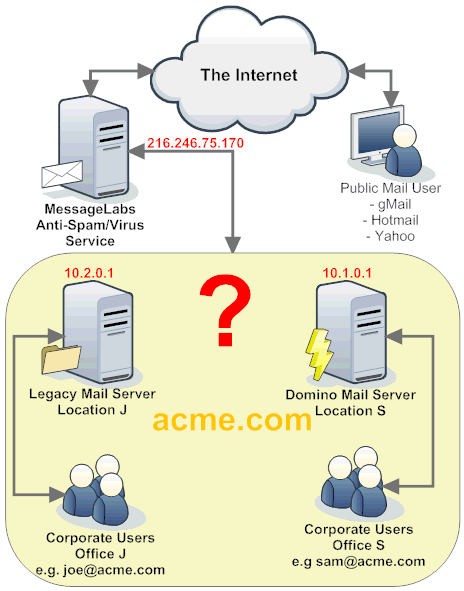 The Internet
216.246.75.170
MessageLabs
Anti-Spam/Virus
Service
Public Mail User
- gMail
- Hotmail
- Yahoo
10.2.0.1
10.1.0.1
?
Legacy Mail Server
Location J
Domino Mail Server
Location S
acme.com
Corporate Users
Office J
e.g. joe@acme.com
Corporate Users
Office S
e.g sam@acme.com